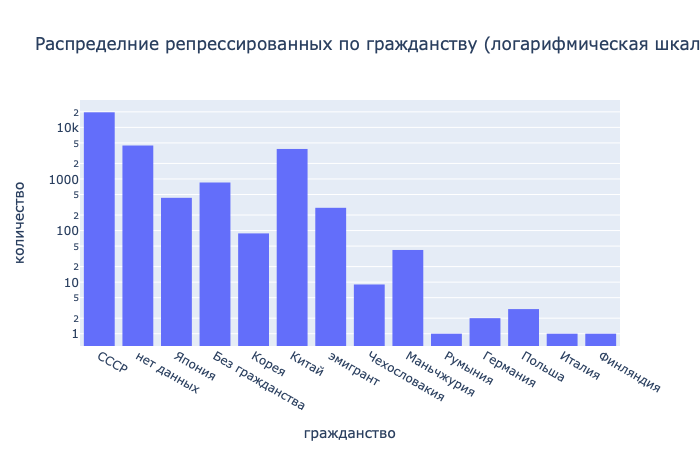 Распределние репрессированных по гражданству (логарифмическая шкал
количество
2
10k
5
2
1000
5
2
100
5
2
10
5
2
1
СССР
нет данных
Япония
Без гражданства
Корея
Китай
эмигрант
Чехословакия
Маньчжурия
Румыния
Германия
Польша
Италия
Финляндия
гражданство